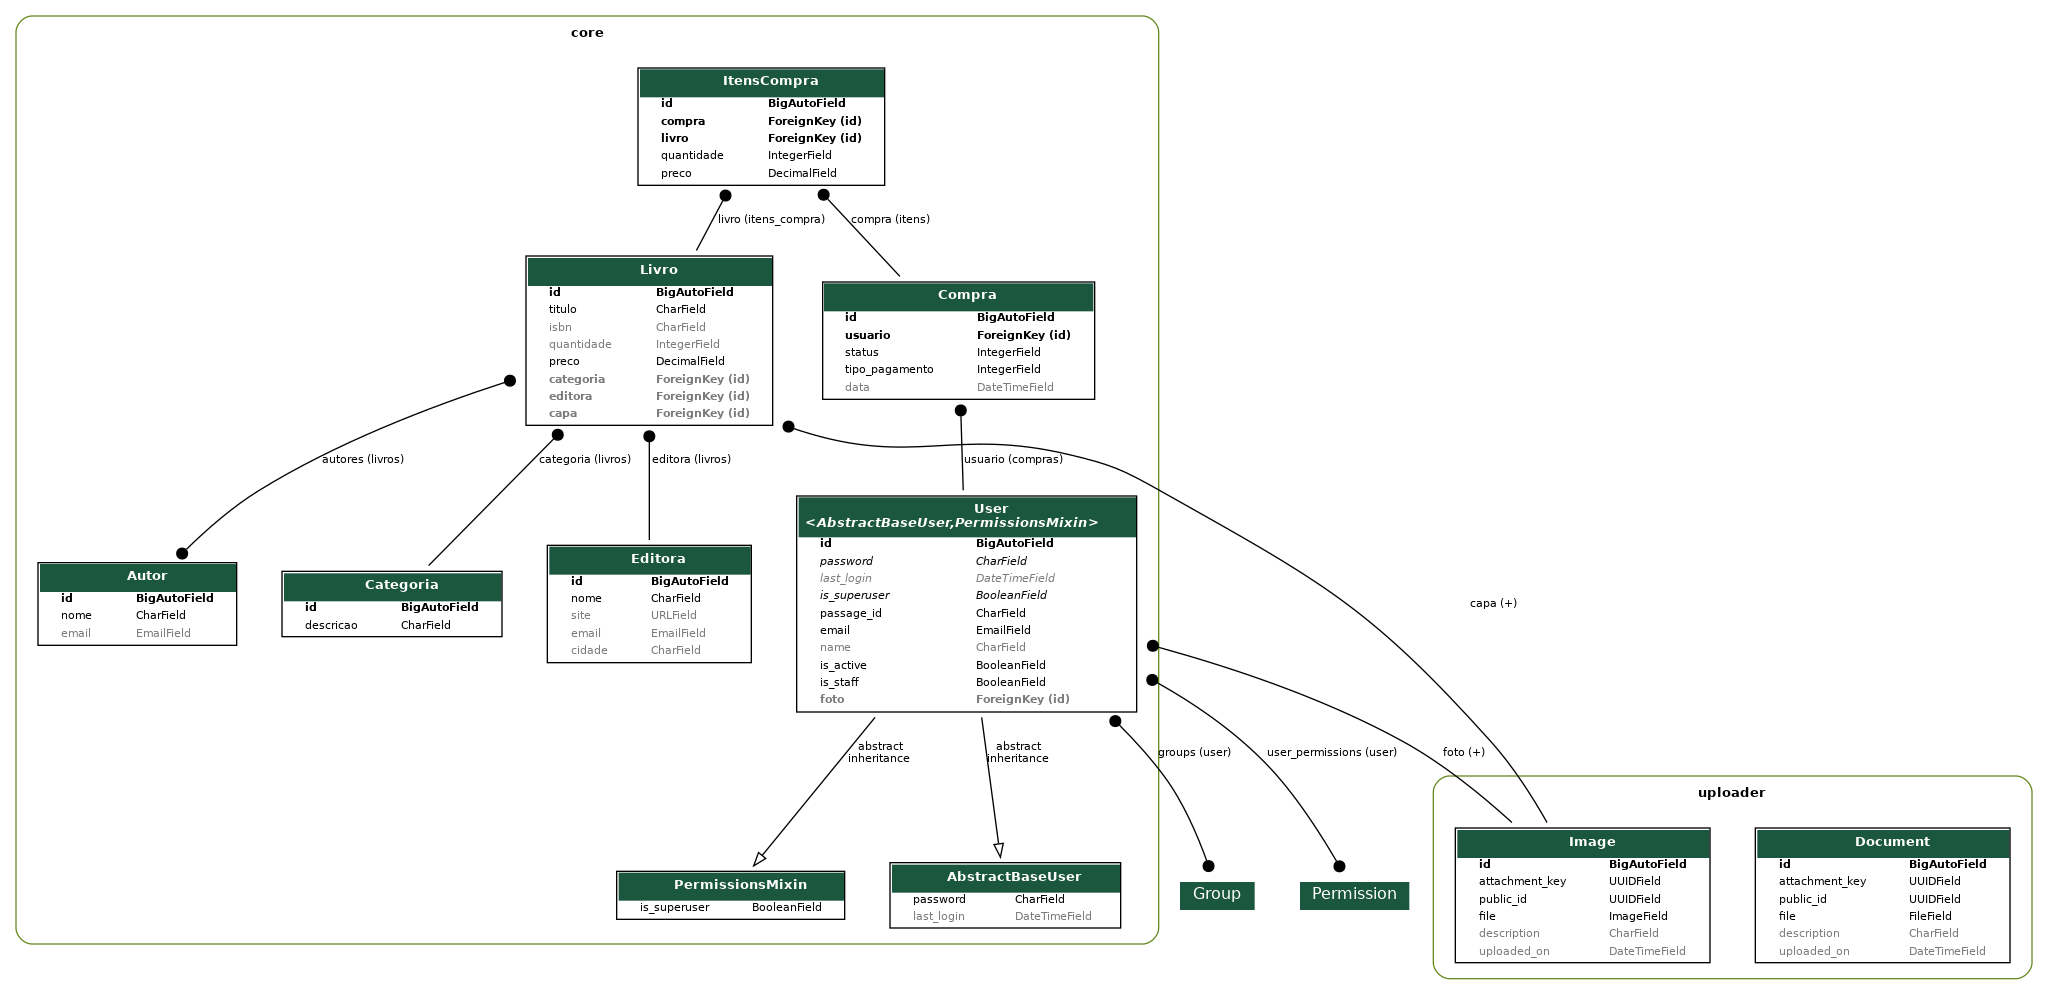 core
ItensCompra
id BigAutoField
compra ForeignKey (id)
livro ForeignKey (id)
quantidade IntegerField
preco DecimalField
livro (itens_compra)
compra (itens)
Livro
id BigAutoField
titulo CharField
isbn CharField
quantidade IntegerField
preco DecimalField
categoria ForeignKey (id)
editora ForeignKey (id)
capa ForeignKey (id)
Compra
id BigAutoField
usuario ForeignKey (id)
status IntegerField
tipo_pagamento IntegerField
data DateTimeField
autores (livros)
categoria (livros)
editora (livros)
usuario (compras)
Autor
id BigAutoField
nome CharField
email EmailField
Categoria
id BigAutoField
descricao CharField
Editora
id BigAutoField
nome CharField
site URLField
email EmailField
cidade CharField
User
<AbstractBaseUser,PermissionsMixin>
id BigAutoField
password CharField
last_login DateTimeField
is_superuser BooleanField
passage_id CharField
email EmailField
name CharField
is_active BooleanField
is_staff BooleanField
foto ForeignKey (id)
capa (+)
abstract
inheritance
abstract
inheritance
groups (user)
user_permissions (user)
foto (+)
PermissionsMixin
is_superuser BooleanField
AbstractBaseUser
password CharField
last_login DateTimeField
Group
Permission
uploader
Image
id BigAutoField
attachment_key UUIDField
public_id UUIDField
file ImageField
description CharField
uploaded_on DateTimeField
Document
id BigAutoField
attachment_key UUIDField
public_id UUIDField
file FileField
description CharField
uploaded_on DateTimeField